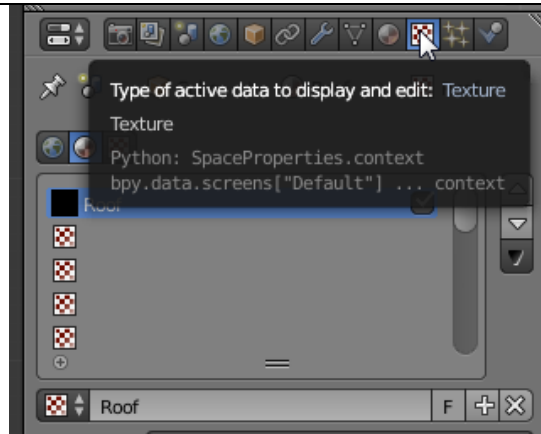 Type of active data to display and edit: Texture
Texture
Python: SpaceProperties.context
bpy.data.screens["Default"] ... context
Roof
Roof F